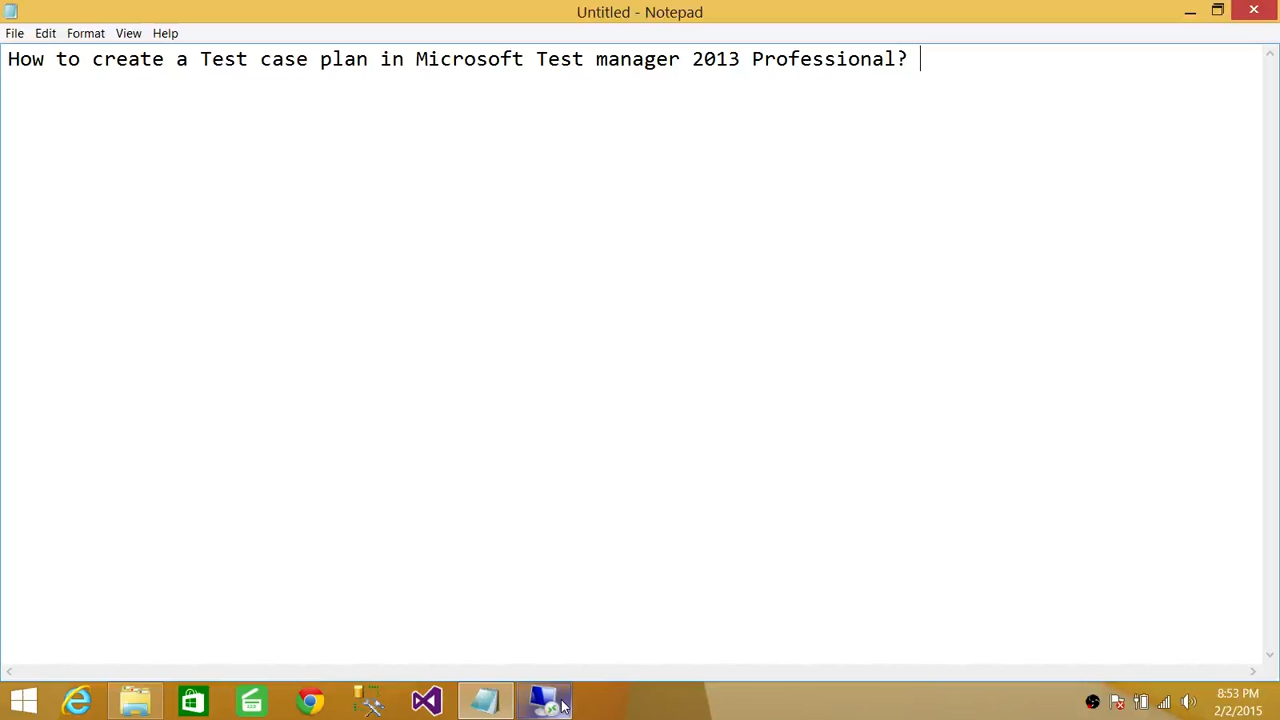 Untitled - Notepad
File Edit Format View Help
How to create a Test case plan in Microsoft Test manager 2013 Professional?
8:53 PM
2/2/2015